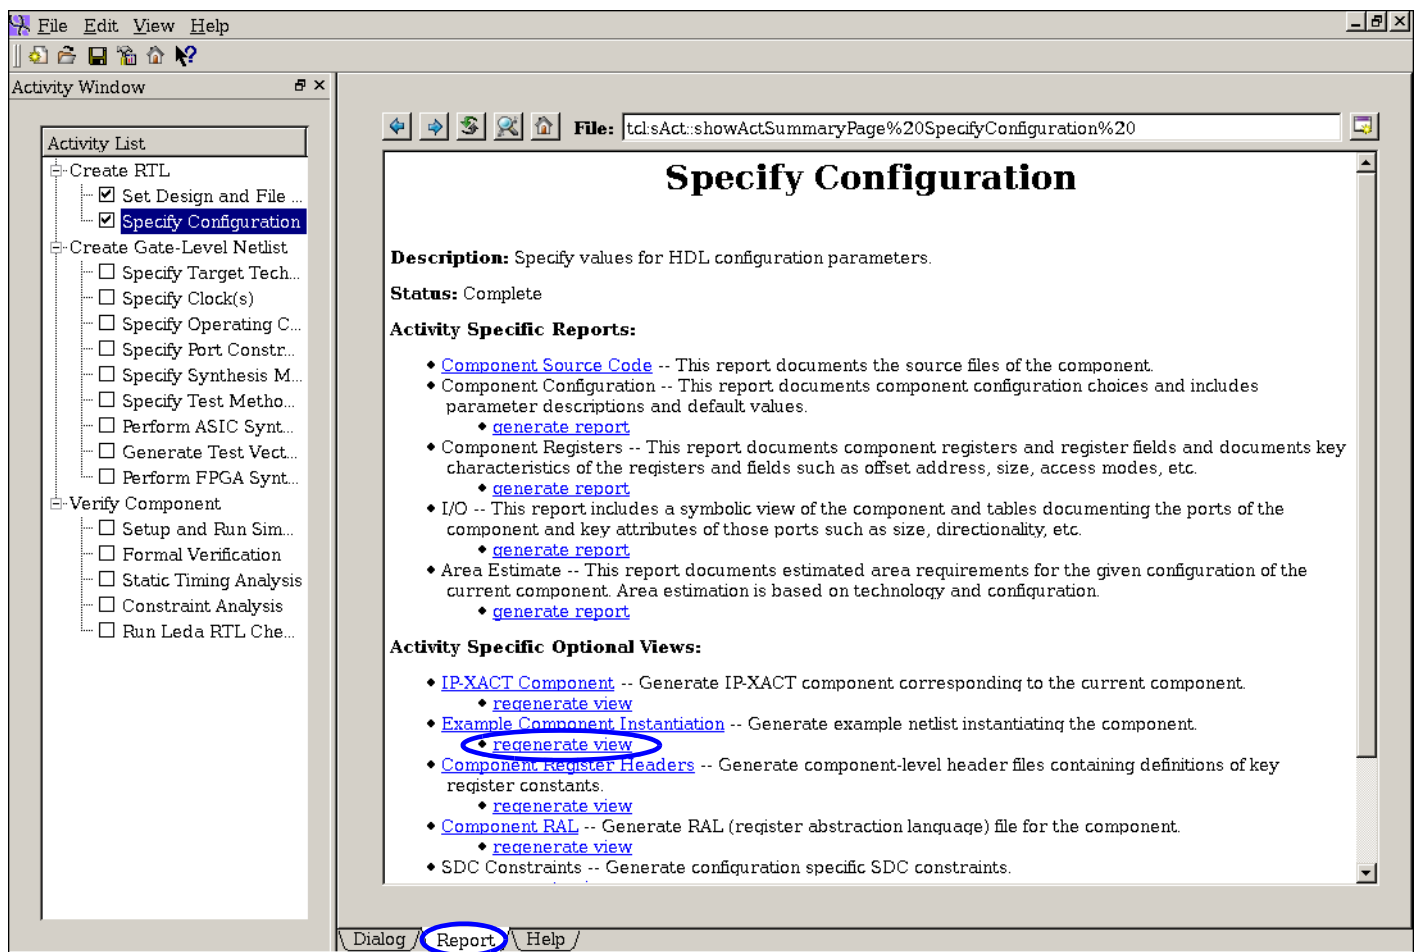 File Edit View Help
Activity Window
File: tcl:sAct::showActSummaryPage%20SpecifyConfiguration%20
Activity List
Create RTL
Set Design and File ...
Specify Configuration
Create Gate-Level Netlist
Specify Target Tech...
Specify Clock(s)
Specify Operating C...
Specify Port Constr...
Specify Synthesis M...
Specify Test Metho...
Perform ASIC Synt...
Generate Test Vect...
Perform FPGA Synt...
Verify Component
Setup and Run Sim...
Formal Verification
Static Timing Analysis
Constraint Analysis
Run Leda RTL Che...
Specify Configuration
Description: Specify values for HDL configuration parameters.
Status: Complete
Activity Specific Reports:
Component Source Code -- This report documents the source files of the component.
Component Configuration -- This report documents component configuration choices and includes
parameter descriptions and default values.
generate report
Component Registers -- This report documents component registers and register fields and documents key
characteristics of the registers and fields such as offset address, size, access modes, etc.
generate report
I/O -- This report includes a symbolic view of the component and tables documenting the ports of the
component and key attributes of those ports such as size, directionality, etc.
generate report
Area Estimate -- This report documents estimated area requirements for the given configuration of the
current component. Area estimation is based on technology and configuration.
generate report
Activity Specific Optional Views:
IP-XACT Component -- Generate IP-XACT component corresponding to the current component.
regenerate view
Example Component Instantiation -- Generate example netlist instantiating the component.
regenerate view
Component Register Headers -- Generate component-level header files containing definitions of key
register constants.
regenerate view
Component RAL -- Generate RAL (register abstraction language) file for the component.
regenerate view
SDC Constraints -- Generate configuration specific SDC constraints.
Dialog Report Help